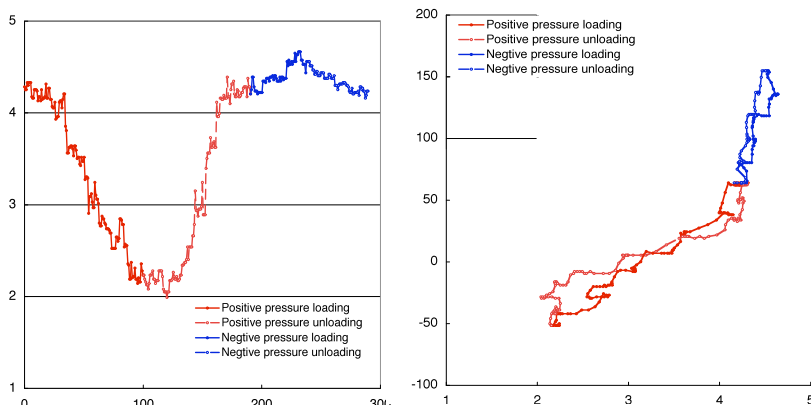 5
4
3
2
1
0
100
200
Positive pressure loading
Positive pressure unloading
Negtive pressure loading
Negtive pressure unloading
200
150
100
50
0
-50
-100
1
2
3
4
5
Positive pressure loading
Positive pressure unloading
Negtive pressure loading
Negtive pressure unloading